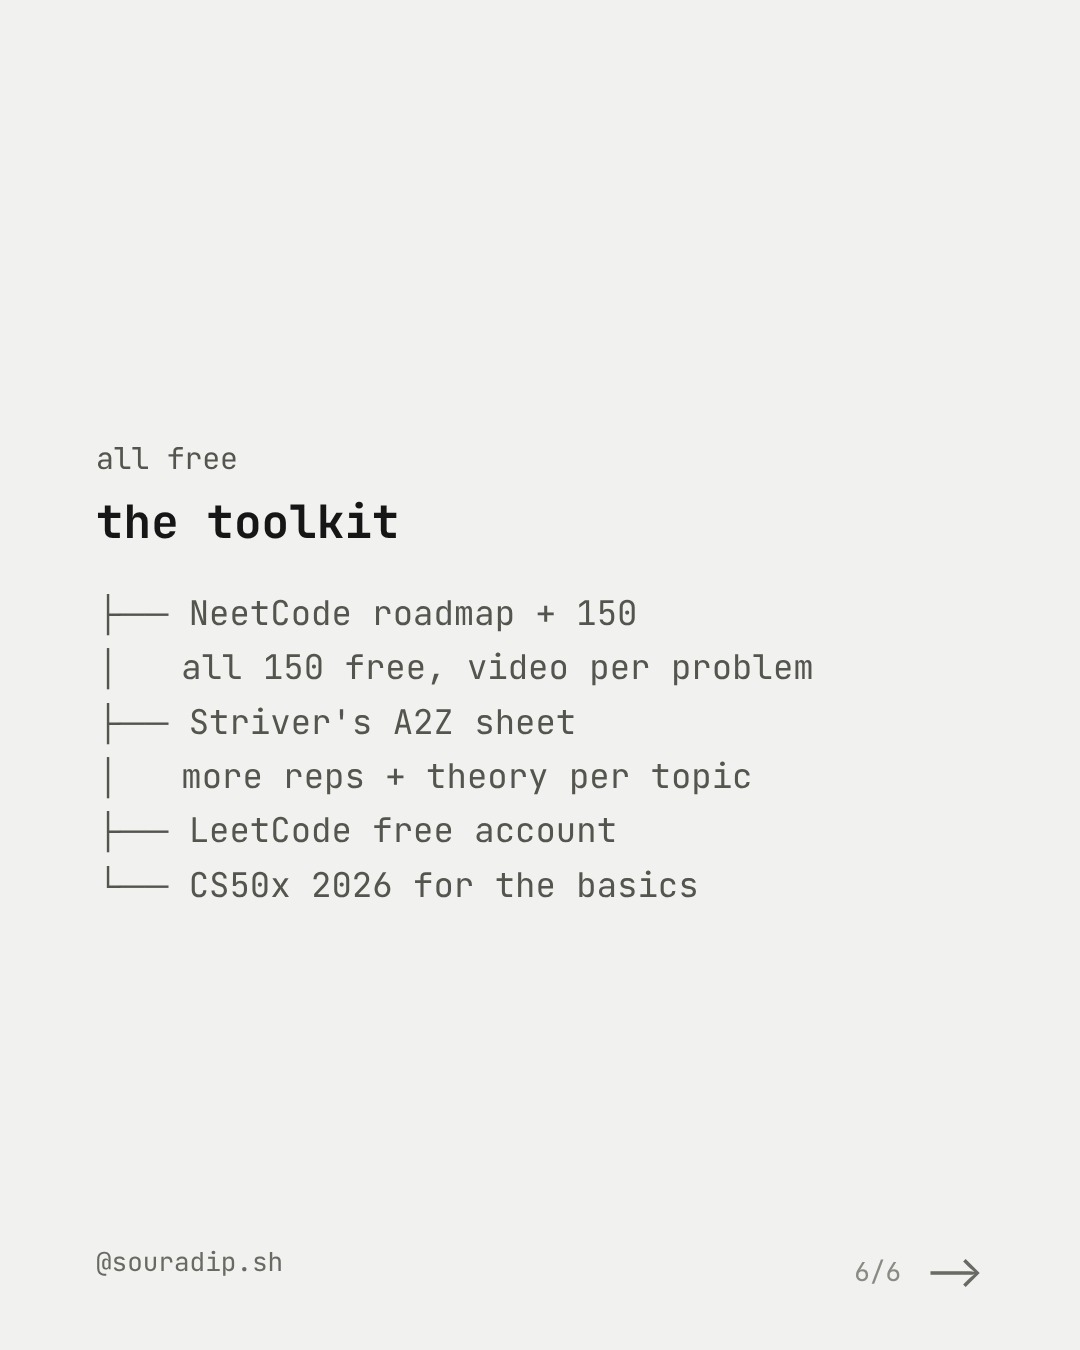 all free
the toolkit
├── NeetCode roadmap + 150
│   all 150 free, video per problem
├── Striver's A2Z sheet
│   more reps + theory per topic
├── LeetCode free account
└── CS50x 2026 for the basics
@souradip.sh
6/6 →